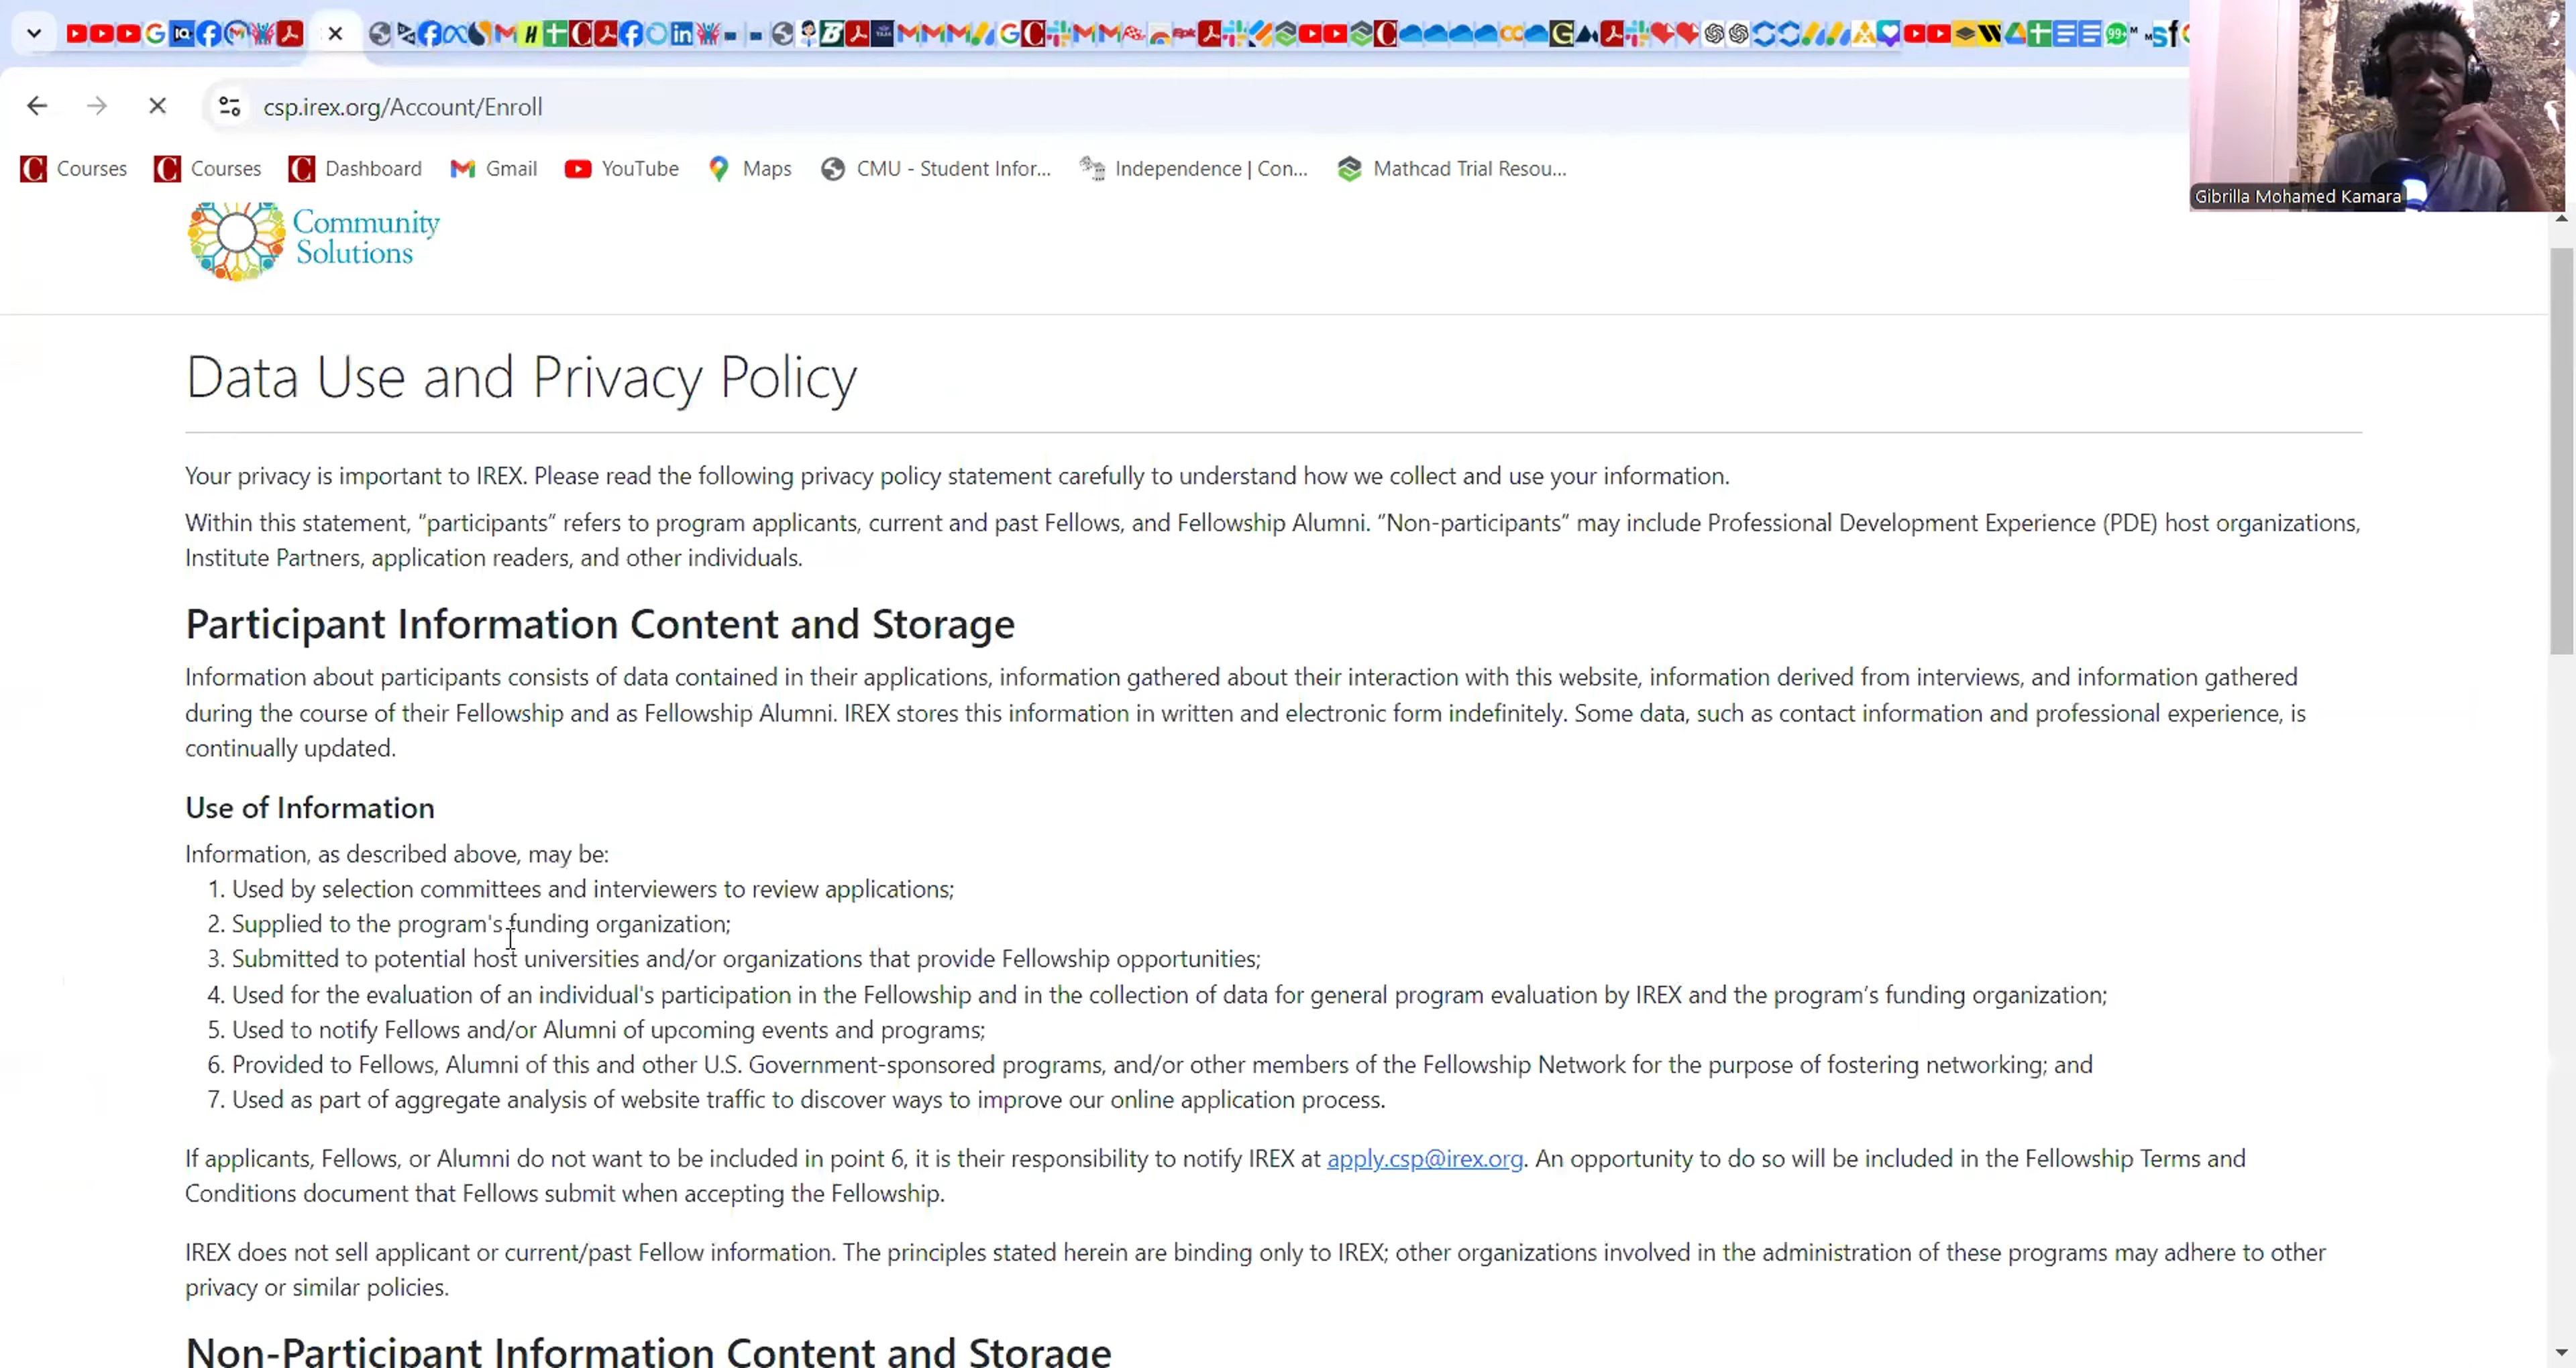 csp.irex.org/Account/Enroll
Courses Courses Dashboard Gmail YouTube Maps CMU - Student Infor... Independence | Con... Mathcad Trial Resou...
Gibrilla Mohamed Kamara
Community
Solutions
Data Use and Privacy Policy
Your privacy is important to IREX. Please read the following privacy policy statement carefully to understand how we collect and use your information.
Within this statement, “participants” refers to program applicants, current and past Fellows, and Fellowship Alumni. “Non-participants” may include Professional Development Experience (PDE) host organizations,
Institute Partners, application readers, and other individuals.
Participant Information Content and Storage
Information about participants consists of data contained in their applications, information gathered about their interaction with this website, information derived from interviews, and information gathered
during the course of their Fellowship and as Fellowship Alumni. IREX stores this information in written and electronic form indefinitely. Some data, such as contact information and professional experience, is
continually updated.
Use of Information
Information, as described above, may be:
1. Used by selection committees and interviewers to review applications;
2. Supplied to the program's funding organization;
3. Submitted to potential host universities and/or organizations that provide Fellowship opportunities;
4. Used for the evaluation of an individual's participation in the Fellowship and in the collection of data for general program evaluation by IREX and the program’s funding organization;
5. Used to notify Fellows and/or Alumni of upcoming events and programs;
6. Provided to Fellows, Alumni of this and other U.S. Government-sponsored programs, and/or other members of the Fellowship Network for the purpose of fostering networking; and
7. Used as part of aggregate analysis of website traffic to discover ways to improve our online application process.
If applicants, Fellows, or Alumni do not want to be included in point 6, it is their responsibility to notify IREX at apply.csp@irex.org. An opportunity to do so will be included in the Fellowship Terms and
Conditions document that Fellows submit when accepting the Fellowship.
IREX does not sell applicant or current/past Fellow information. The principles stated herein are binding only to IREX; other organizations involved in the administration of these programs may adhere to other
privacy or similar policies.
Non-Participant Information Content and Storage